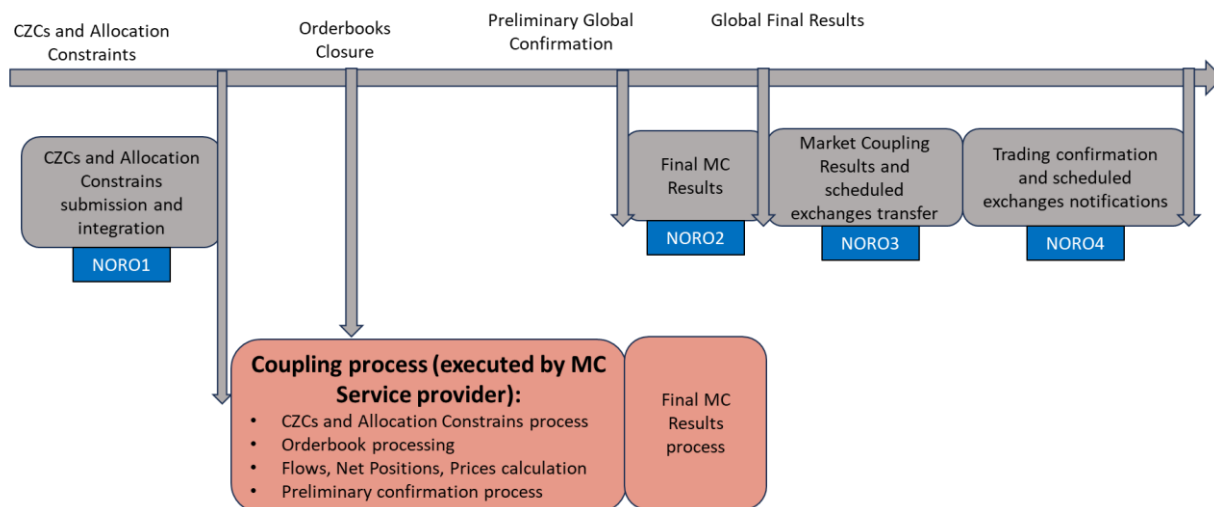 CZCs and Allocation
Constraints
Orderbooks
Closure
Preliminary Global
Confirmation
Global Final Results
CZCs and Allocation
Constrains
submission and
integration
NORO1
Final MC
Results
NORO2
Market Coupling
Results and
scheduled
exchanges transfer
NORO3
Trading confirmation
and scheduled
exchanges notifications
NORO4
Coupling process (executed by MC
Service provider):
• CZCs and Allocation Constrains process
• Orderbook processing
• Flows, Net Positions, Prices calculation
• Preliminary confirmation process
Final MC
Results
process